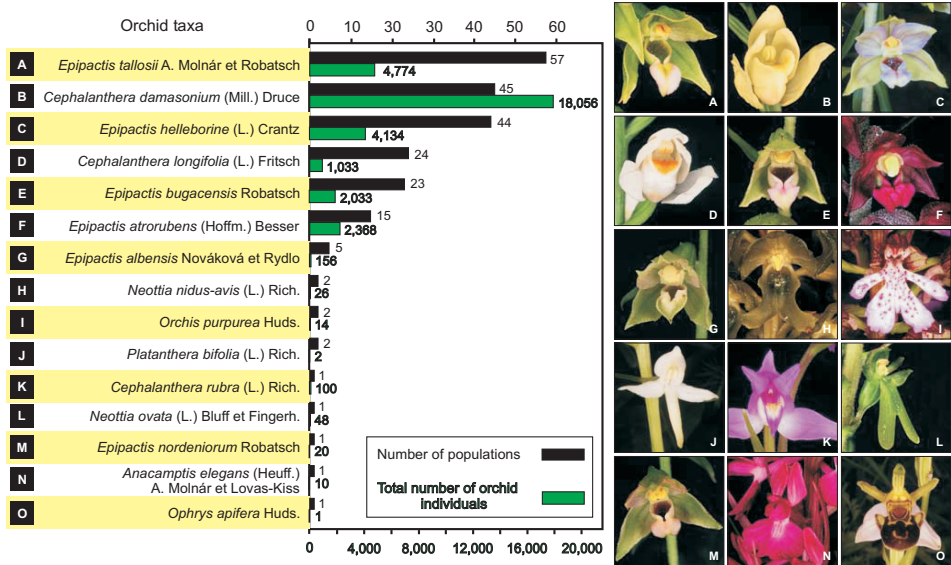 Orchid taxa
0 10 20 30 40 50 60
A Epipactis tallosii A. Molnár et Robatsch 57
4,774
B Cephalanthera damasonium (Mill.) Druce 45
18,056
C Epipactis helleborine (L.) Crantz 44
4,134
D Cephalanthera longifolia (L.) Fritsch 24
1,033
E Epipactis bugacensis Robatsch 23
2,033
F Epipactis atrorubens (Hoffm.) Besser 15
2,368
G Epipactis albensis Nováková et Rydlo 5
156
H Neottia nidus-avis (L.) Rich. 2
26
I Orchis purpurea Huds. 2
14
J Platanthera bifolia (L.) Rich. 2
2
K Cephalanthera rubra (L.) Rich. 1
100
L Neottia ovata (L.) Bluff et Fingerh. 1
48
M Epipactis nordeniorum Robatsch 1
20
N Anacamptis elegans (Heuff.) 1
A. Molnár et Lovas-Kiss 10
O Ophrys apifera Huds. 1
1
Number of populations
Total number of orchid
individuals
0 4,000 8,000 12,000 16,000 20,000
A B C
D E F
G H I
J K L
M N O